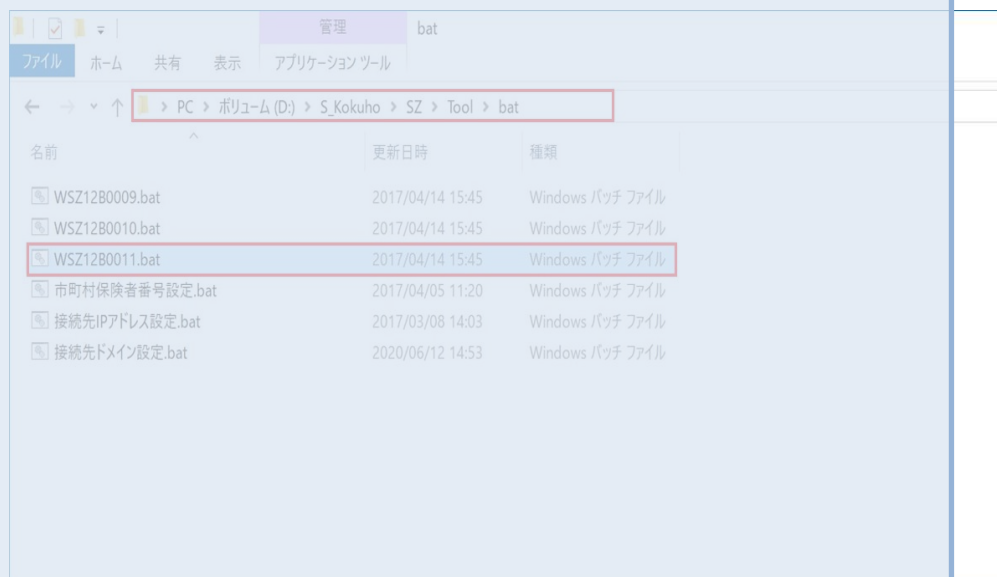 管理 bat
ファイル ホーム 共有 表示 アプリケーション ツール
PC > ボリューム (D:) > S_Kokuho > SZ > Tool > bat
名前 更新日時 種類
WSZ12B0009.bat 2017/04/14 15:45 Windows バッチ ファイル
WSZ12B0010.bat 2017/04/14 15:45 Windows バッチ ファイル
WSZ12B0011.bat 2017/04/14 15:45 Windows バッチ ファイル
市町村保険者番号設定.bat 2017/04/05 11:20 Windows バッチ ファイル
接続先IPアドレス設定.bat 2017/03/08 14:03 Windows バッチ ファイル
接続先ドメイン設定.bat 2020/06/12 14:53 Windows バッチ ファイル